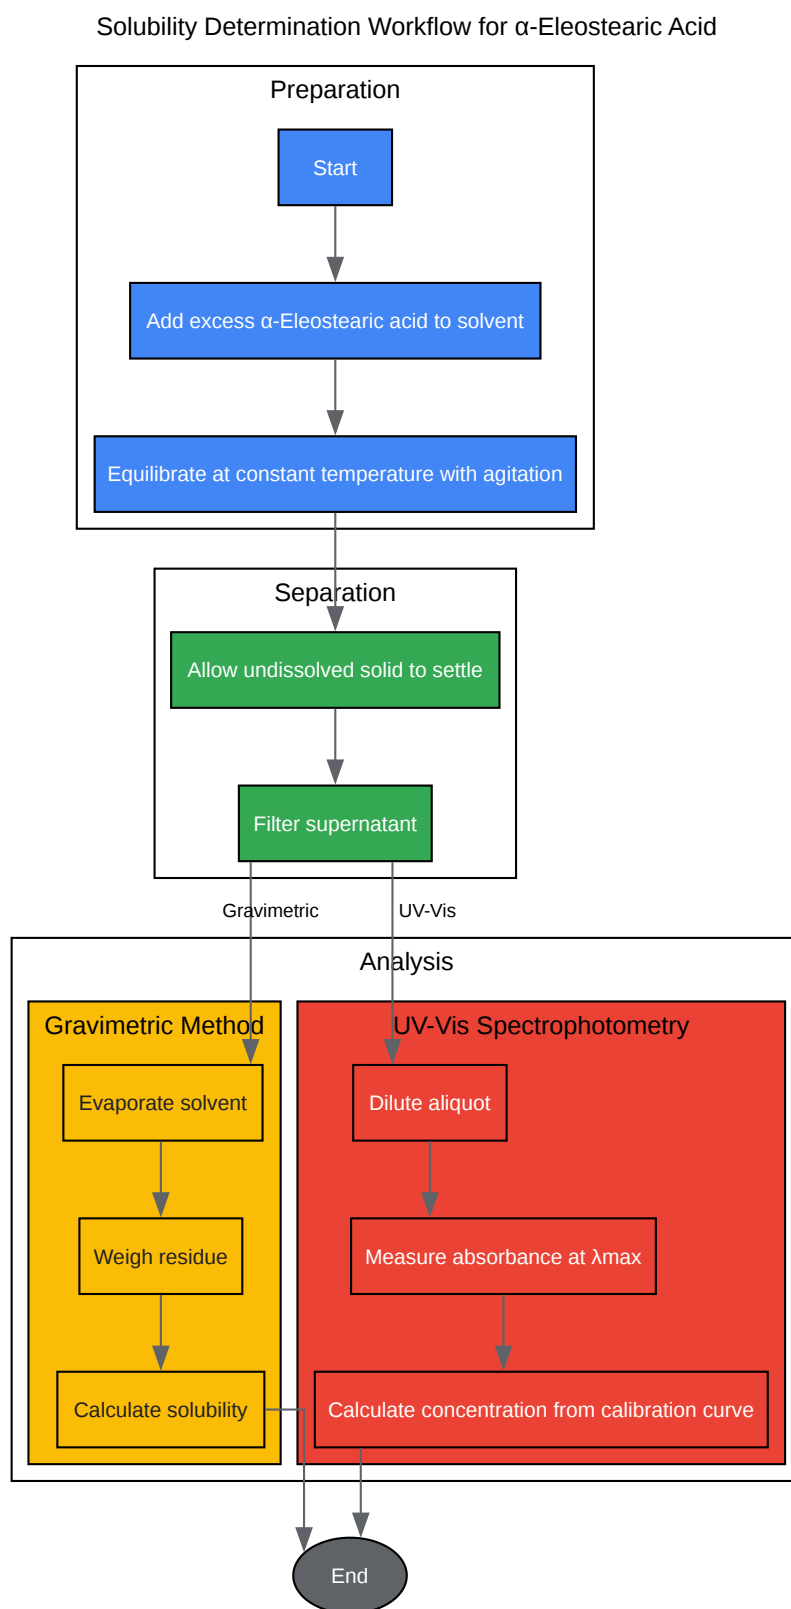 Solubility Determination Workflow for α-Eleostearic Acid
Preparation
Start
Add excess α-Eleostearic acid to solvent
Equilibrate at constant temperature with agitation
Separation
Allow undissolved solid to settle
Filter supernatant
Gravimetric
UV-Vis
Analysis
Gravimetric Method
Evaporate solvent
Weigh residue
Calculate solubility
UV-Vis Spectrophotometry
Dilute aliquot
Measure absorbance at λmax
Calculate concentration from calibration curve
End